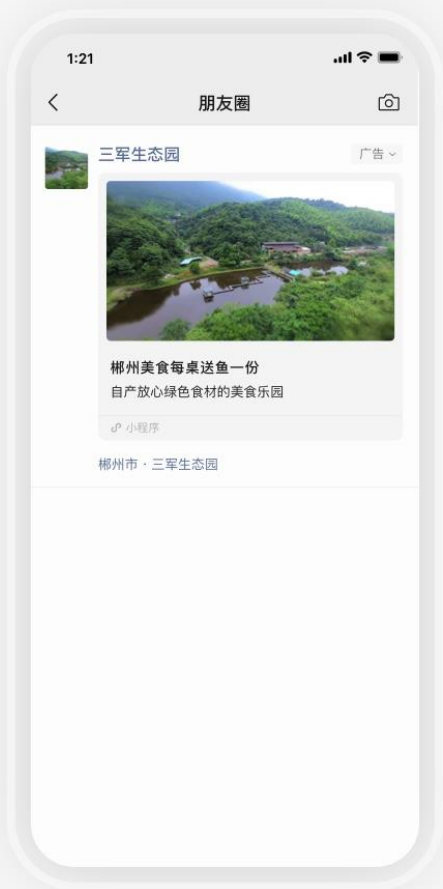 1:21
朋友圈
三军生态园
广告
郴州美食每桌送鱼一份
自产放心绿色食材的美食乐园
小程序
郴州市·三军生态园